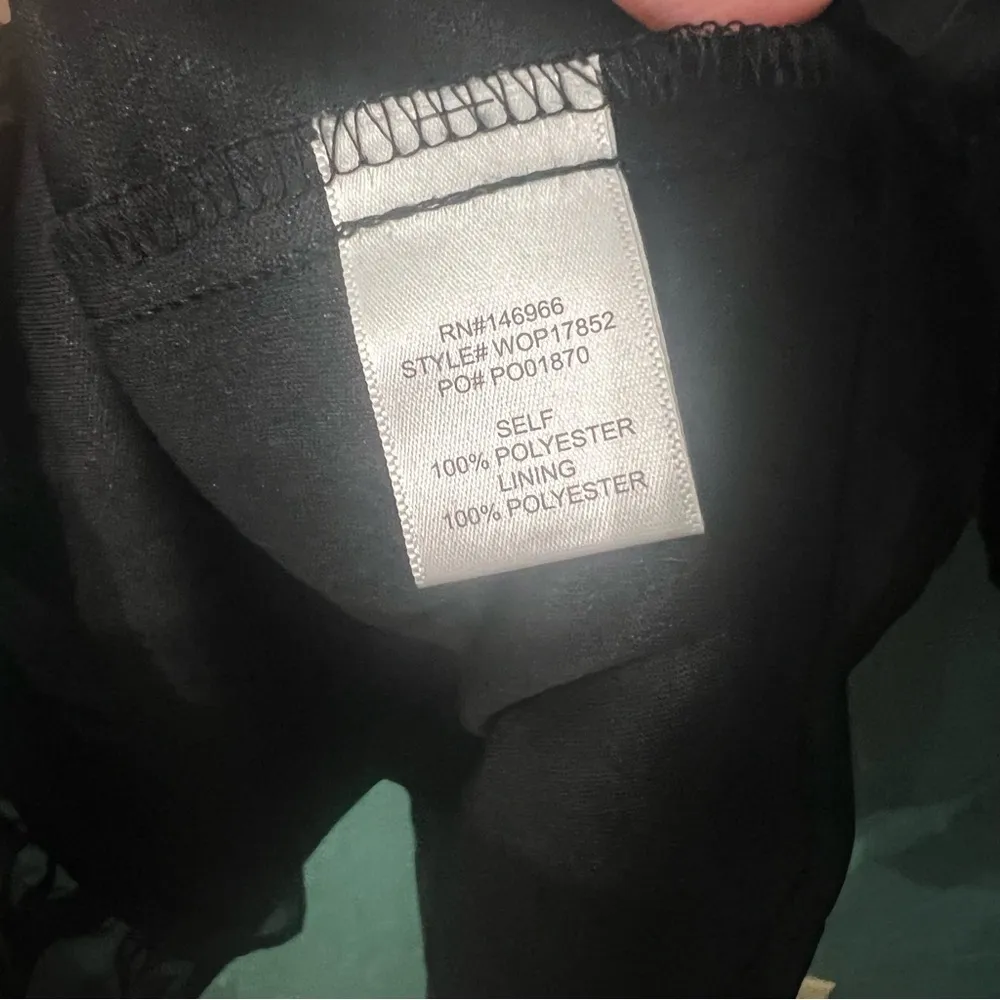 RN#146966
STYLE# WOP17852
PO# PO01870
SELF
100% POLYESTER
LINING
100% POLYESTER